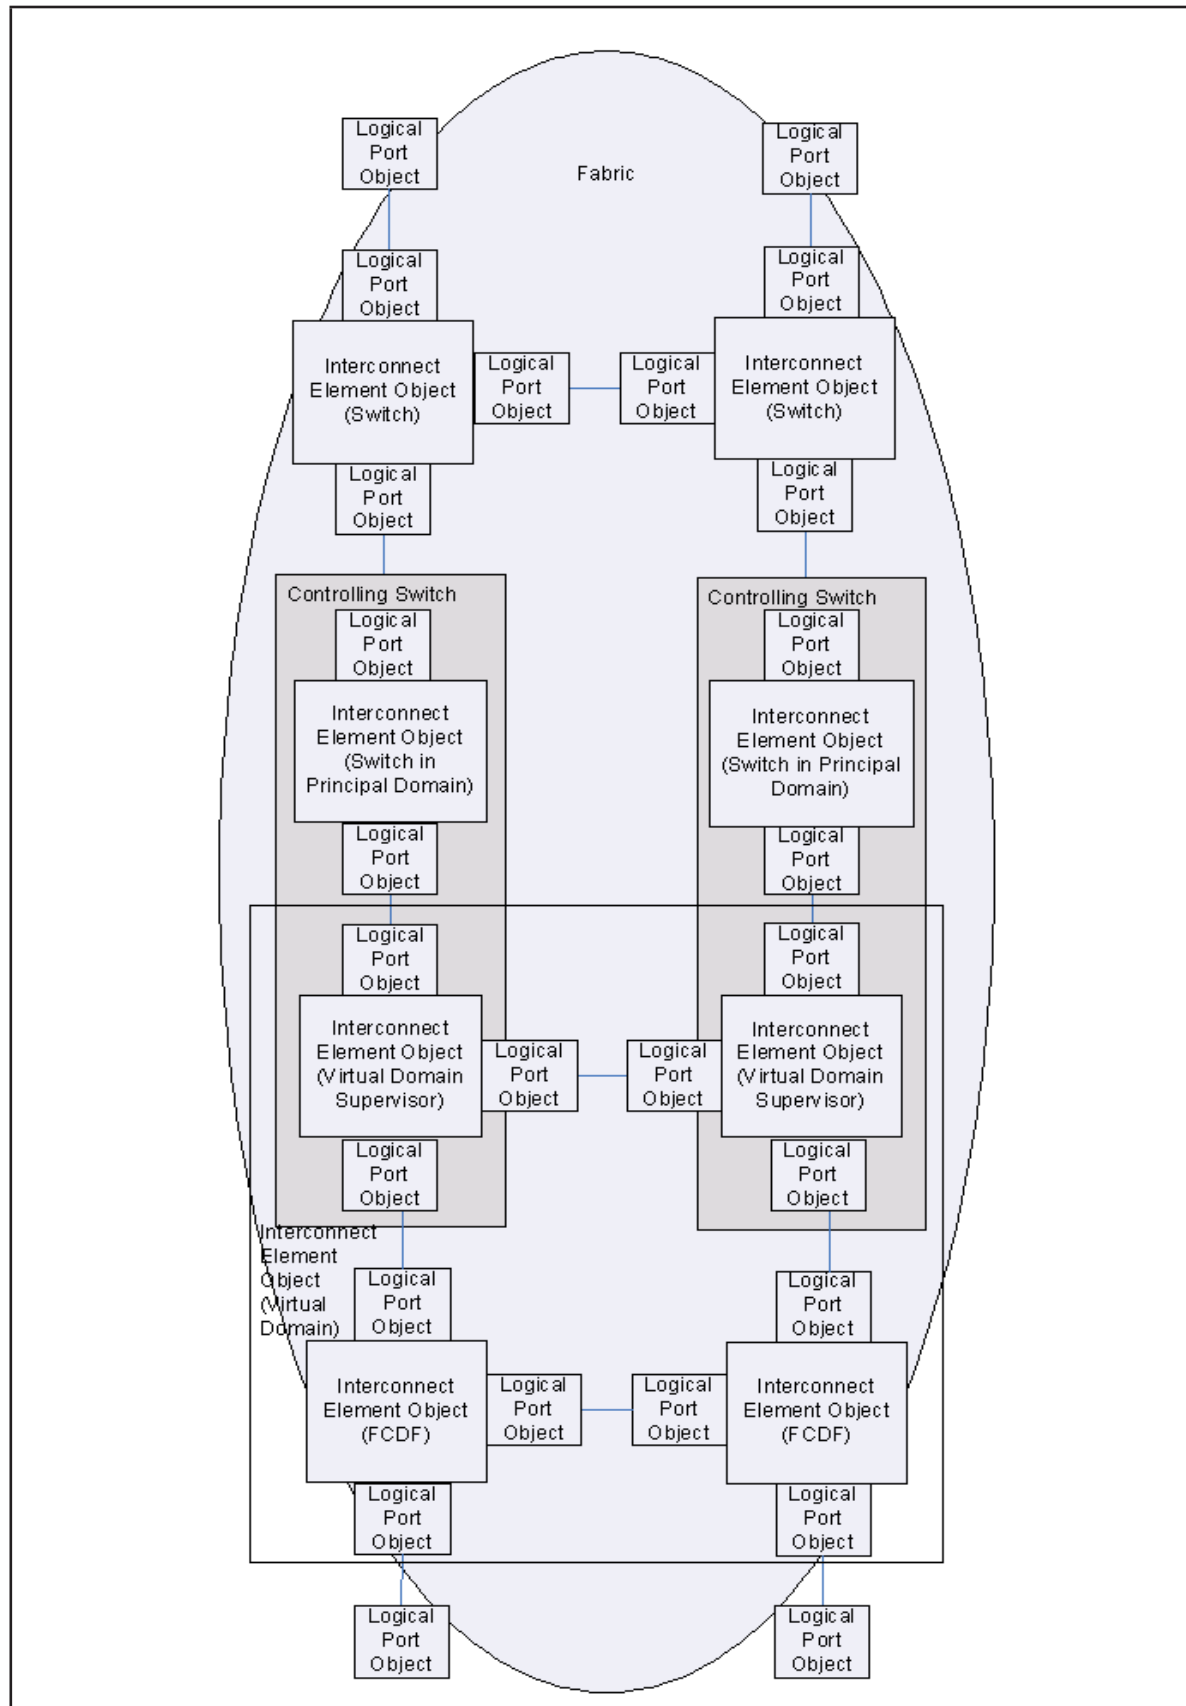 Logical
Port
Object
Logical
Port
Object
Fabric
Logical
Port
Object
Logical
Port
Object
Interconnect
Element Object
(Switch)
Logical
Port
Object
Logical
Port
Object
Interconnect
Element Object
(Switch)
Logical
Port
Object
Logical
Port
Object
Controlling Switch
Controlling Switch
Logical
Port
Object
Logical
Port
Object
Interconnect
Element Object
(Switch in
Principal Domain)
Interconnect
Element Object
(Switch in Principal
Domain)
Logical
Port
Object
Logical
Port
Object
Logical
Port
Object
Logical
Port
Object
Interconnect
Element Object
(Virtual Domain
Supervisor)
Logical
Port
Object
Logical
Port
Object
Interconnect
Element Object
(Virtual Domain
Supervisor)
Logical
Port
Object
Logical
Port
Object
Interconnect
Element
Object
(Virtual
Domain)
Logical
Port
Object
Logical
Port
Object
Interconnect
Element Object
(FCDF)
Logical
Port
Object
Logical
Port
Object
Interconnect
Element Object
(FCDF)
Logical
Port
Object
Logical
Port
Object
Logical
Port
Object
Logical
Port
Object